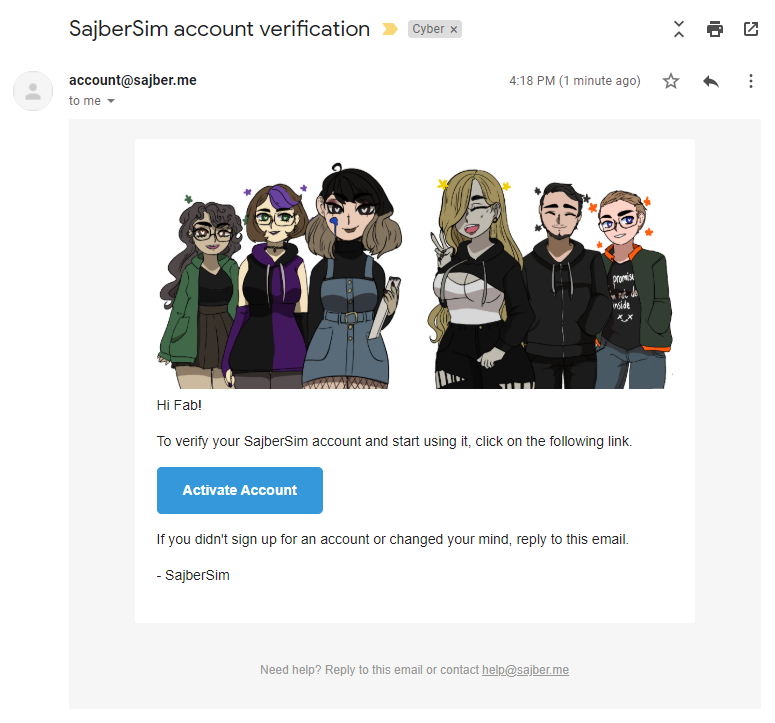 SajberSim account verification
Cyber x
account@sajber.me
4:18 PM (1 minute ago)
to me
promise
not do
inside
Hi Fab!
To verify your SajberSim account and start using it, click on the following link.
Activate Account
If you didn't sign up for an account or changed your mind, reply to this email.
- SajberSim
Need help? Reply to this email or contact help@sajber.me